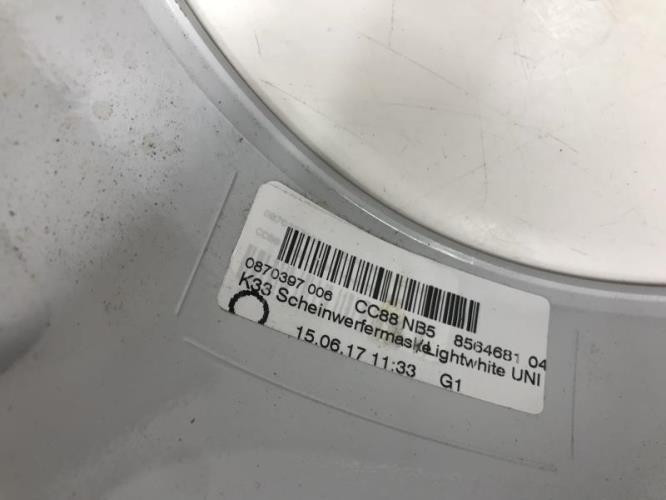 0870397 006 CC88 NB5 8564681 04
K33 Scheinwerfermaske/Lightwhite UNI
15.06.17 11:33 G1